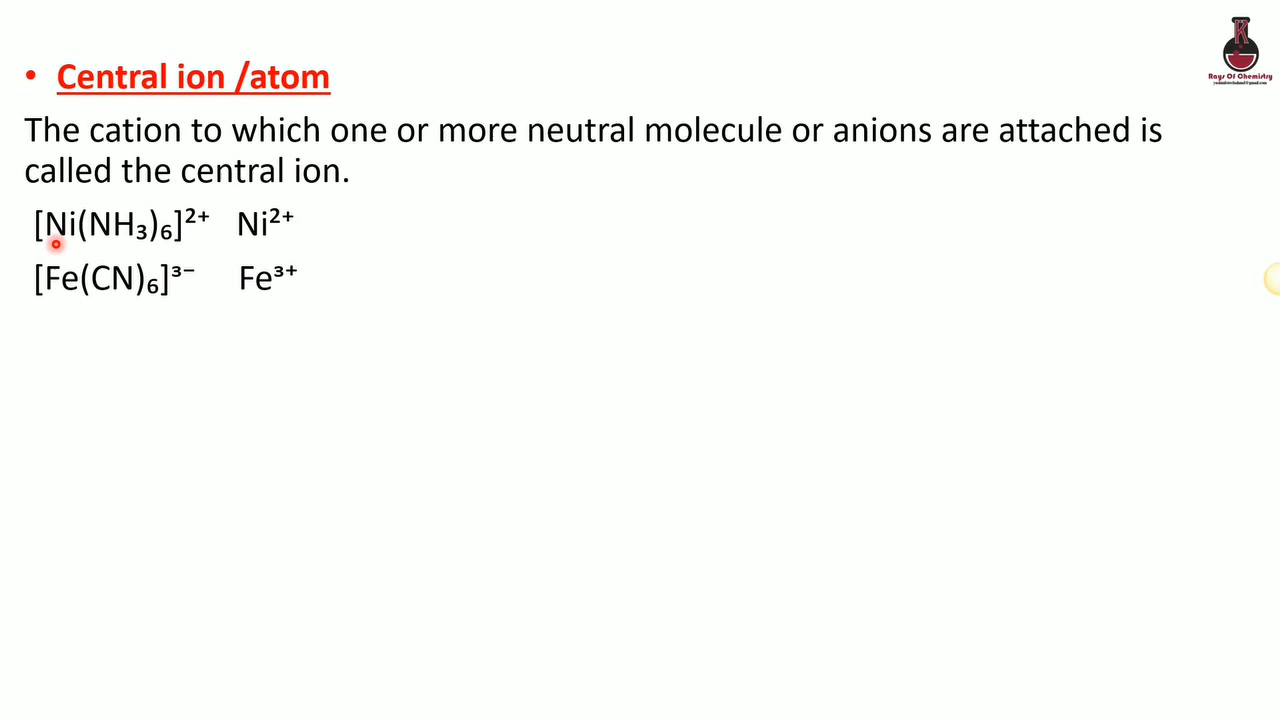 Rays Of Chemistry
• Central ion /atom
The cation to which one or more neutral molecule or anions are attached is
called the central ion.
[Ni(NH₃)₆]²⁺ Ni²⁺
[Fe(CN)₆]³⁻ Fe³⁺